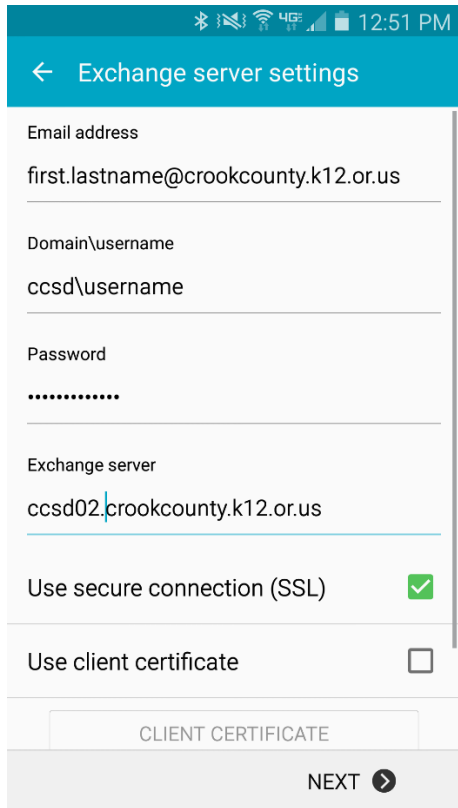 4G 12:51 PM
Exchange server settings
Email address
first.lastname@crookcounty.k12.or.us
Domain\username
ccsd\username
Password
•••••••••••••
Exchange server
ccsd02.crookcounty.k12.or.us
Use secure connection (SSL)
Use client certificate
CLIENT CERTIFICATE
NEXT